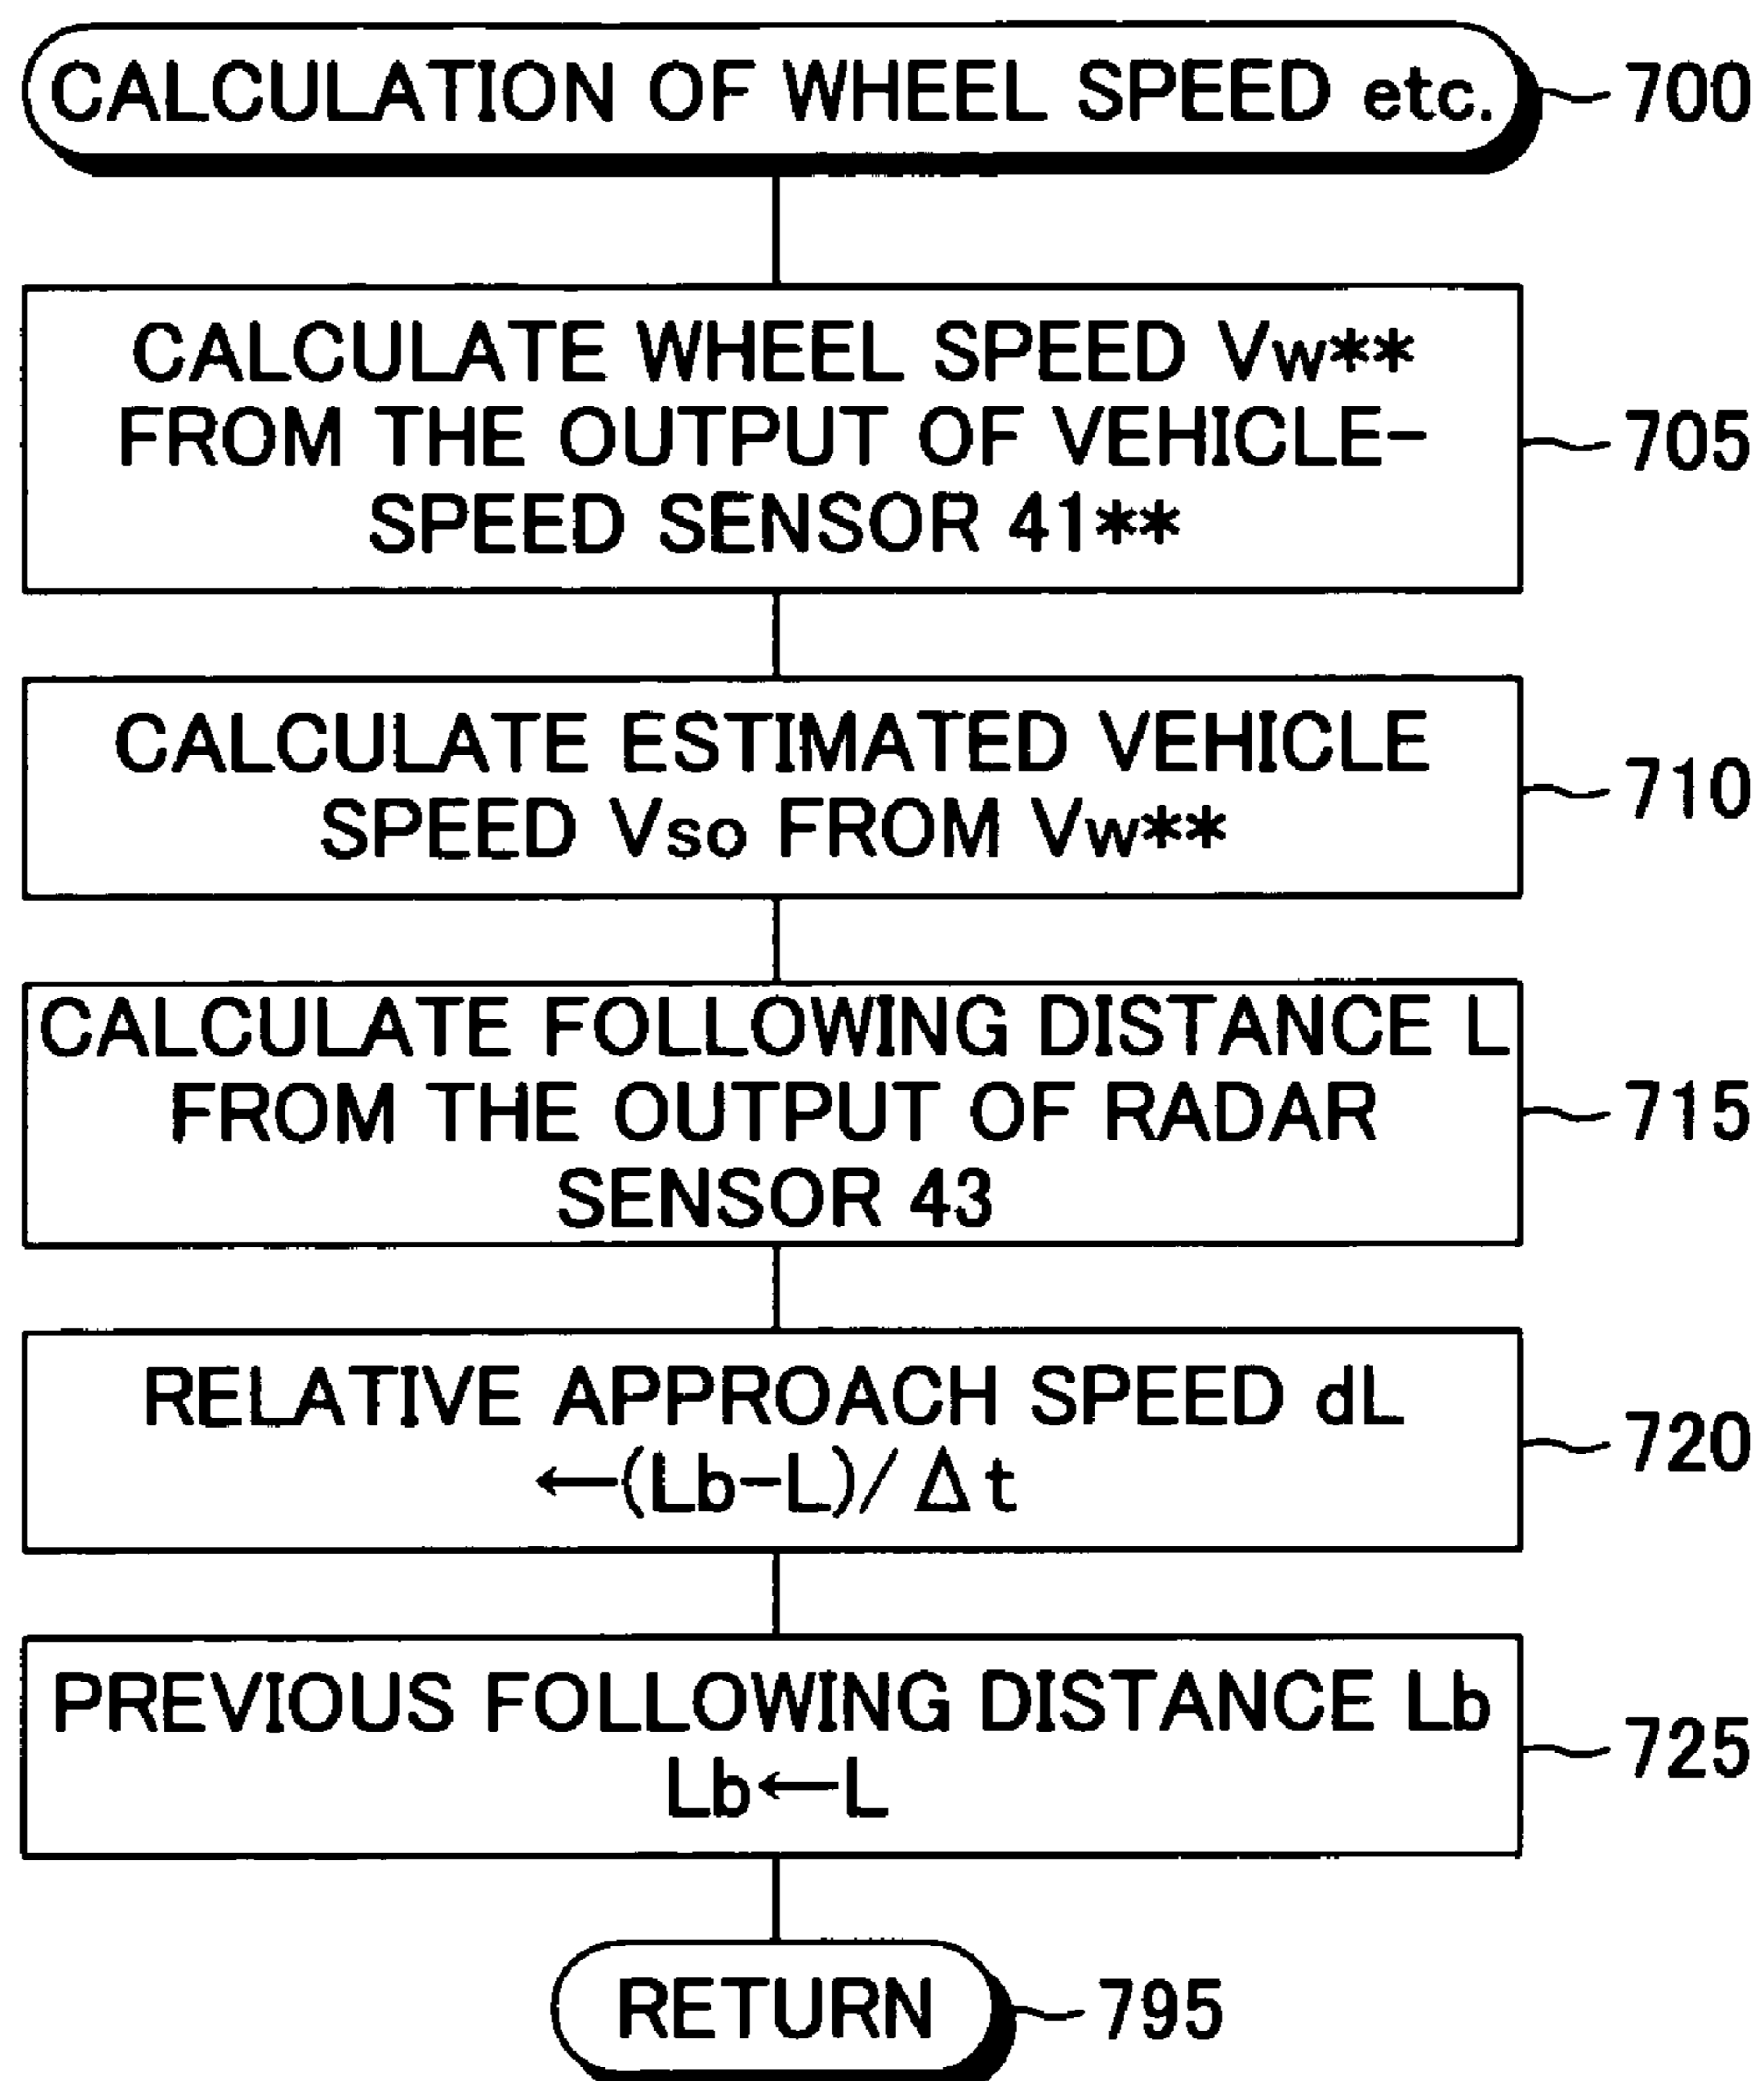 CALCULATION OF WHEEL SPEED etc.
700
CALCULATE WHEEL SPEED Vw**
FROM THE OUTPUT OF VEHICLE-
SPEED SENSOR 41**
705
CALCULATE ESTIMATED VEHICLE
SPEED Vso FROM Vw**
710
CALCULATE FOLLOWING DISTANCE L
FROM THE OUTPUT OF RADAR
SENSOR 43
715
RELATIVE APPROACH SPEED dL
←(Lb-L)/Δt
720
PREVIOUS FOLLOWING DISTANCE Lb
Lb←L
725
RETURN
795